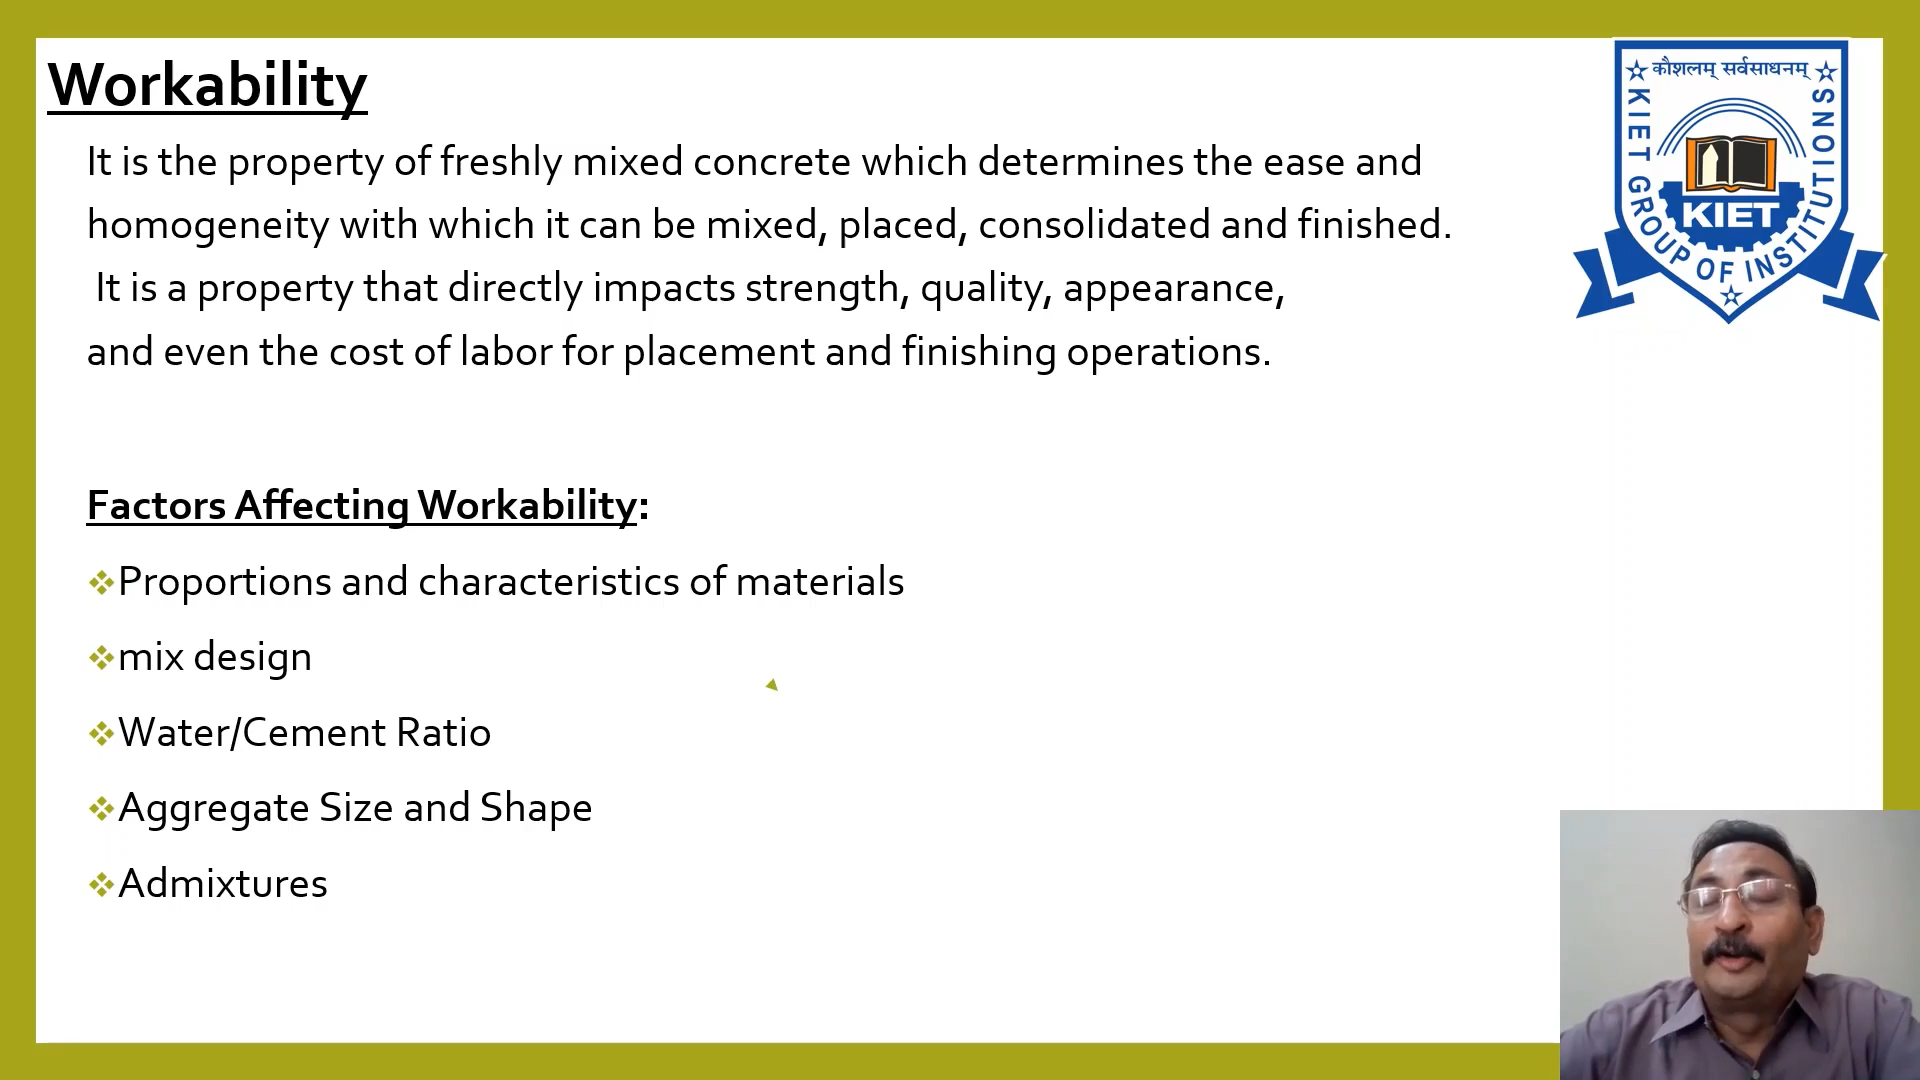 Workability
It is the property of freshly mixed concrete which determines the ease and
homogeneity with which it can be mixed, placed, consolidated and finished.
It is a property that directly impacts strength, quality, appearance,
and even the cost of labor for placement and finishing operations.
Factors Affecting Workability:
Proportions and characteristics of materials
mix design
Water/Cement Ratio
Aggregate Size and Shape
Admixtures
कौशलम् सर्वसाधनम्
KIET GROUP OF INSTITUTIONS
KIET